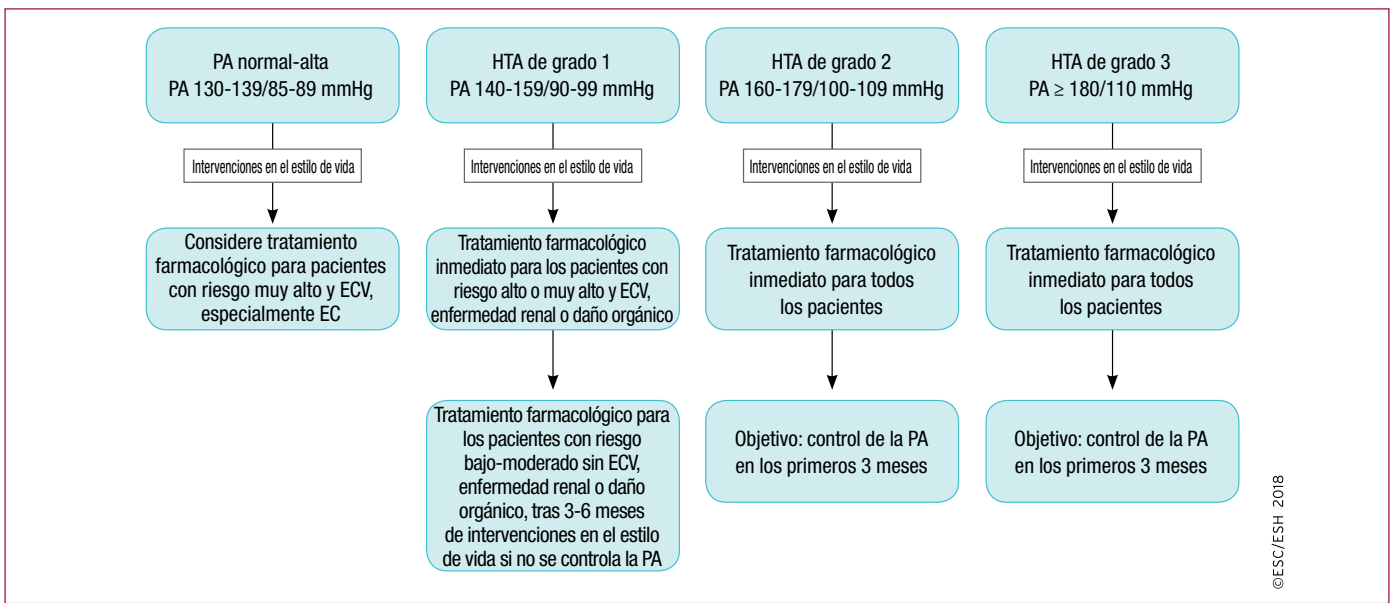 PA normal-alta
PA 130-139/85-89 mmHg
Intervenciones en el estilo de vida
Considere tratamiento
farmacológico para pacientes
con riesgo muy alto y ECV,
especialmente EC
HTA de grado 1
PA 140-159/90-99 mmHg
Intervenciones en el estilo de vida
Tratamiento farmacológico
inmediato para los pacientes con
riesgo alto o muy alto y ECV,
enfermedad renal o daño orgánico
Tratamiento farmacológico para
los pacientes con riesgo
bajo-moderado sin ECV,
enfermedad renal o daño
orgánico, tras 3-6 meses
de intervenciones en el estilo
de vida si no se controla la PA
HTA de grado 2
PA 160-179/100-109 mmHg
Intervenciones en el estilo de vida
Tratamiento farmacológico
inmediato para todos
los pacientes
Objetivo: control de la PA
en los primeros 3 meses
HTA de grado 3
PA ≥ 180/110 mmHg
Intervenciones en el estilo de vida
Tratamiento farmacológico
inmediato para todos
los pacientes
Objetivo: control de la PA
en los primeros 3 meses
©ESC/ESH 2018